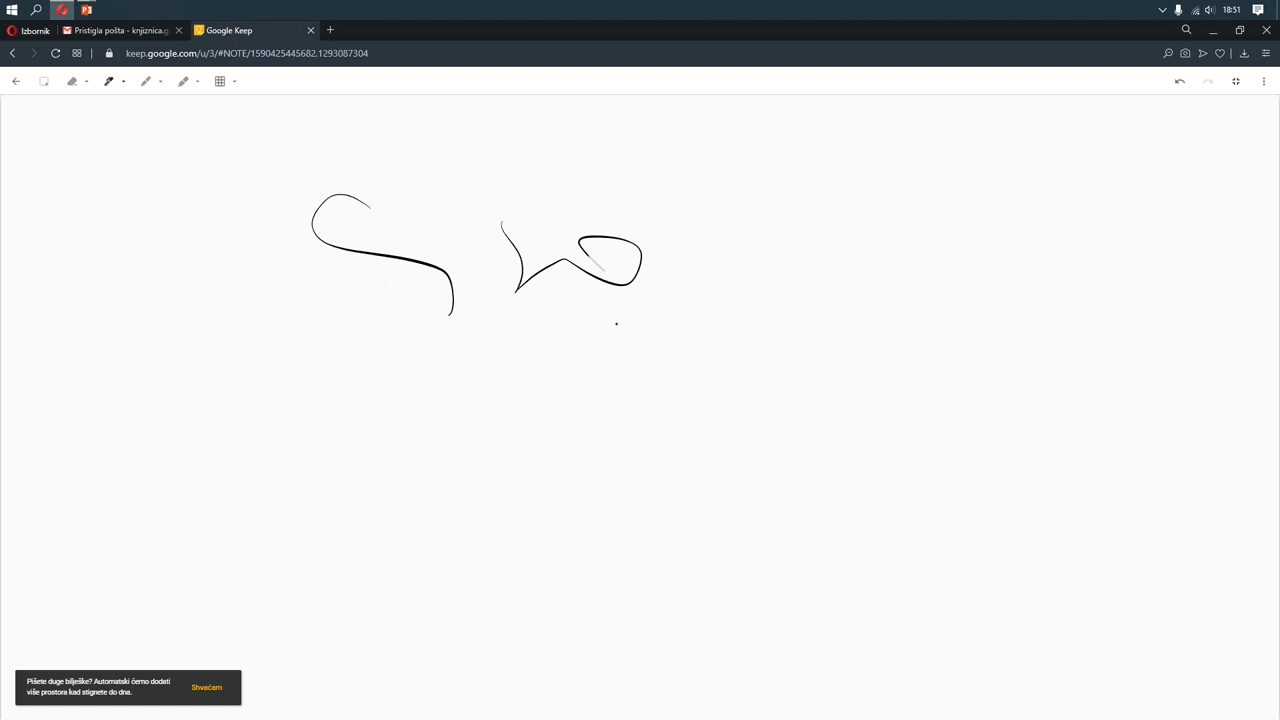 18:51
Izbornik
Pristigla pošta - knjiznica.g
Google Keep
keep.google.com/u/3/#NOTE/1590425445682.1293087304
Pišete duge bilješke? Automatski ćemo dodati
više prostora kad stignete do dna.
Shvaćam